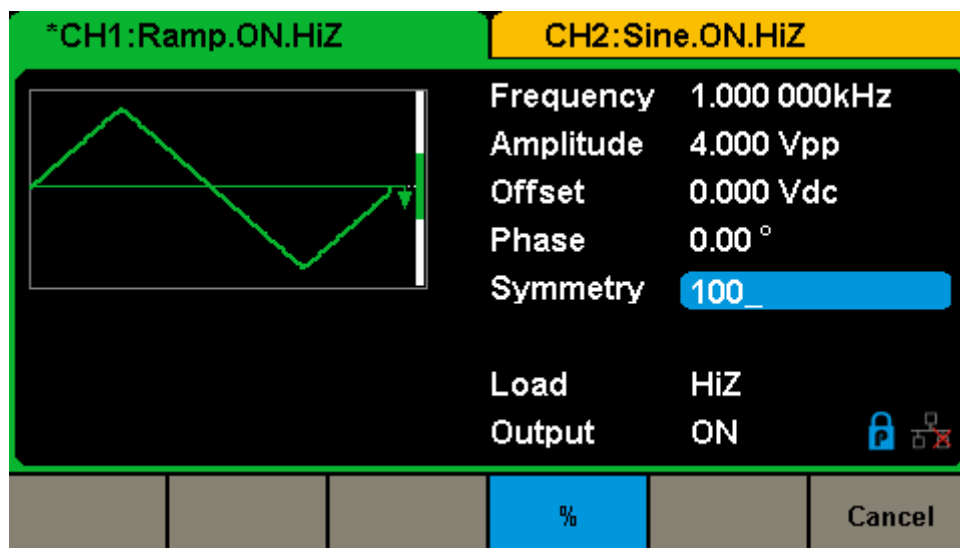 *CH1:Ramp.ON.HiZ
CH2:Sine.ON.HiZ
Frequency 1.000 000kHz
Amplitude 4.000 Vpp
Offset 0.000 Vdc
Phase 0.00 °
Symmetry 100_
Load HiZ
Output ON
P
% Cancel